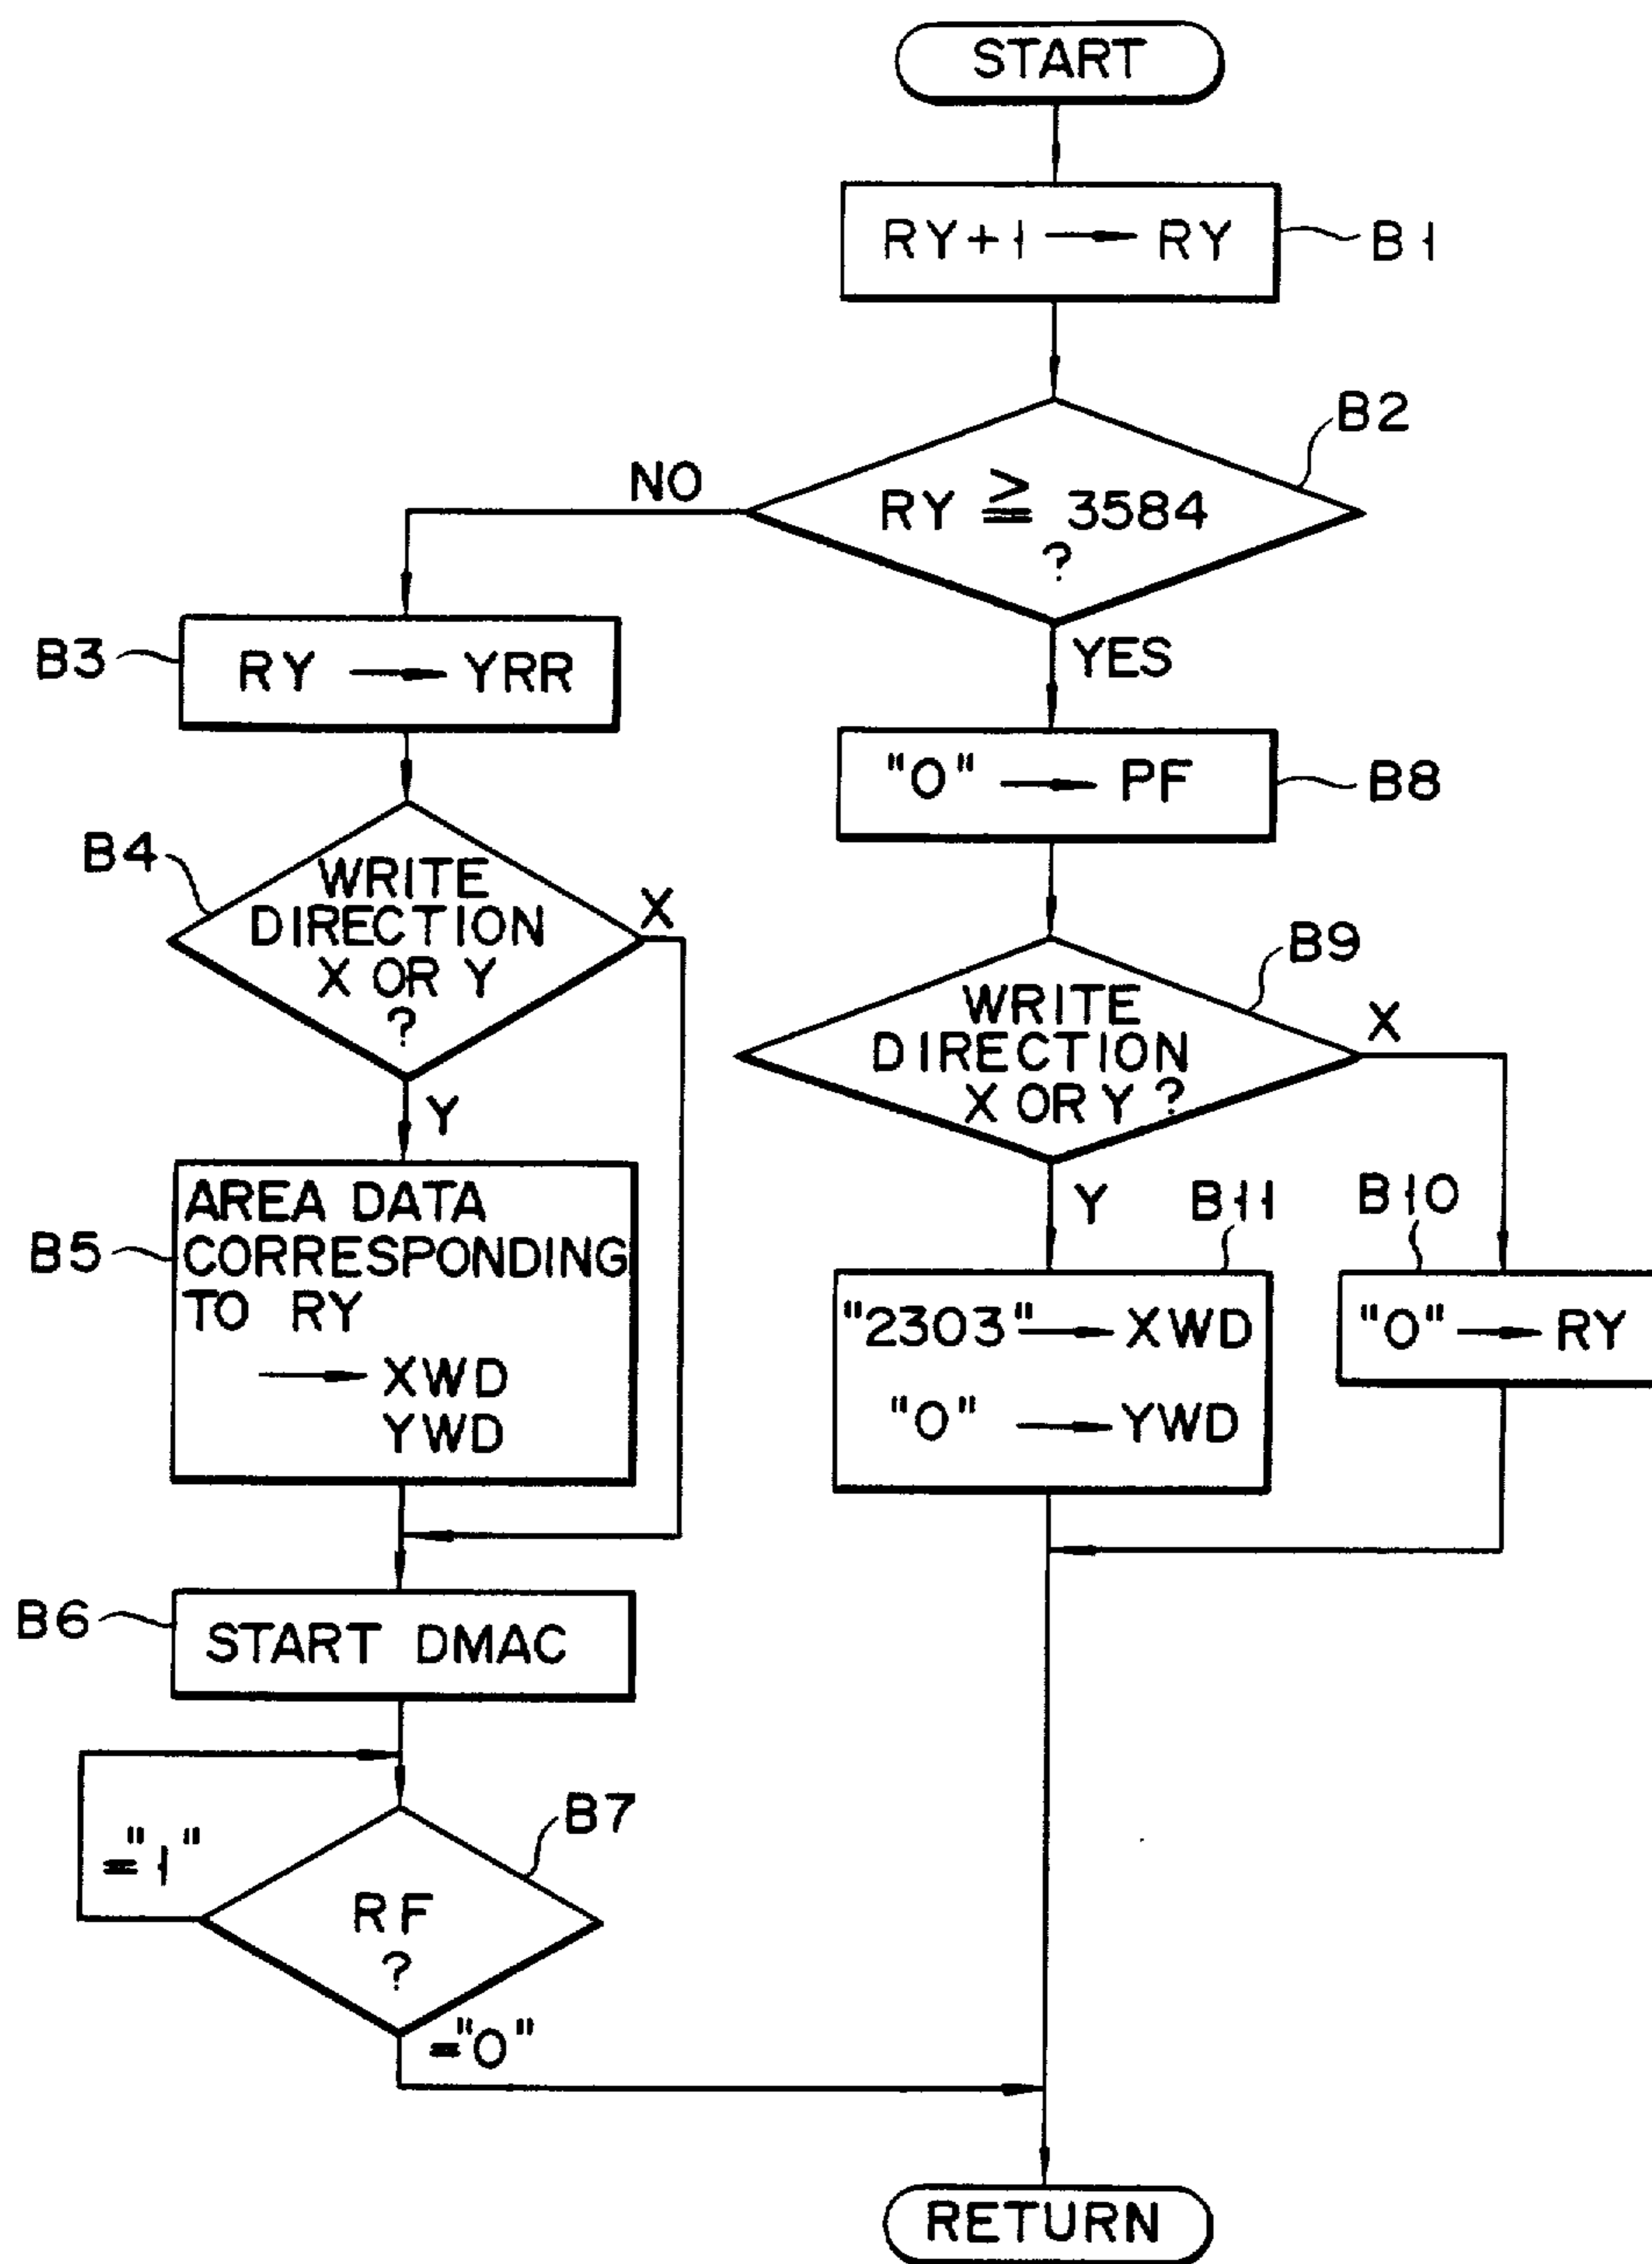 START
RY+1 → RY
B1
B2
NO
RY ≧ 3584
?
YES
B3
RY → YRR
"0" → PF
B8
B4
WRITE
DIRECTION
X OR Y
?
X
Y
B9
WRITE
DIRECTION
X OR Y ?
X
Y
B5
AREA DATA
CORRESPONDING
TO RY
→ XWD
YWD
B11
"2303" → XWD
"0" → YWD
B10
"0" → RY
B6
START DMAC
B7
="1"
RF
?
="0"
RETURN